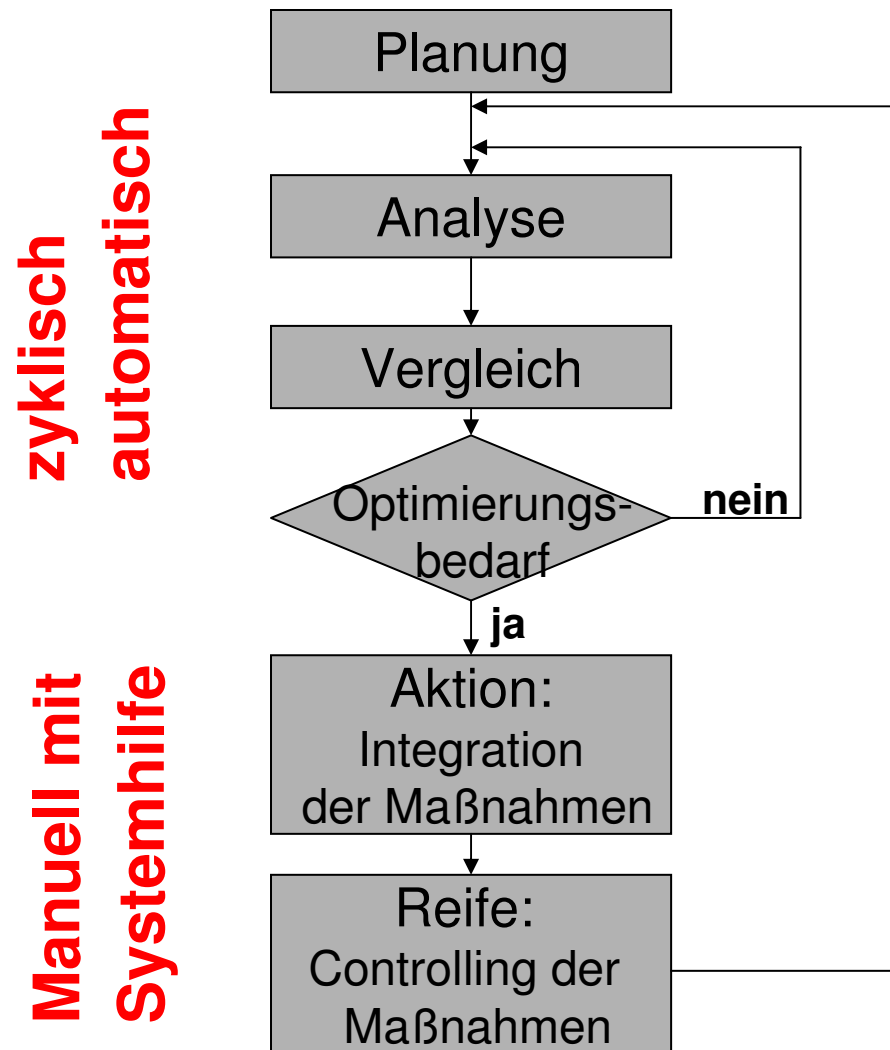 Planung
zyklisch
automatisch
Analyse
Vergleich
Optimierungs-
bedarf
nein
ja
Manuell mit
Systemhilfe
Aktion:
Integration
der Maßnahmen
Reife:
Controlling der
Maßnahmen